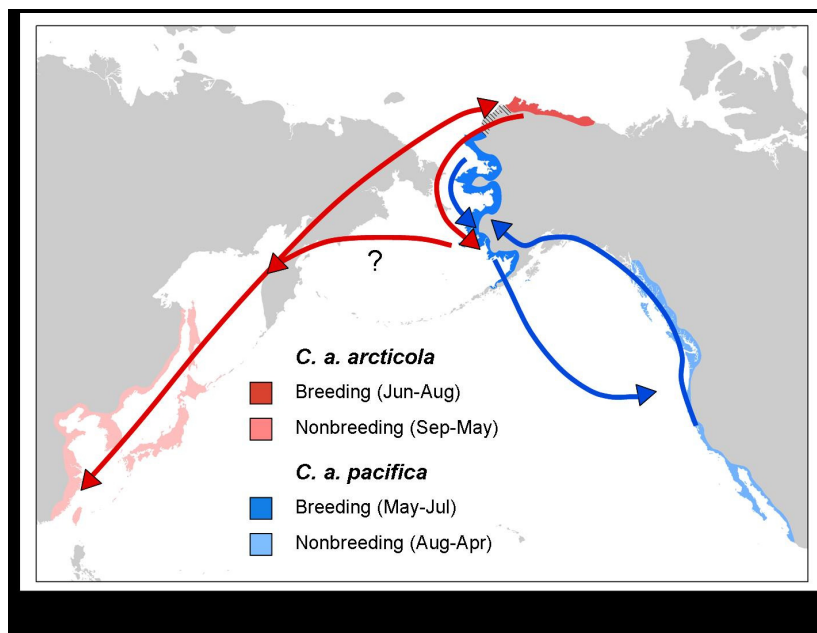 ?
C. a. arcticola
Breeding (Jun-Aug)
Nonbreeding (Sep-May)
C. a. pacifica
Breeding (May-Jul)
Nonbreeding (Aug-Apr)